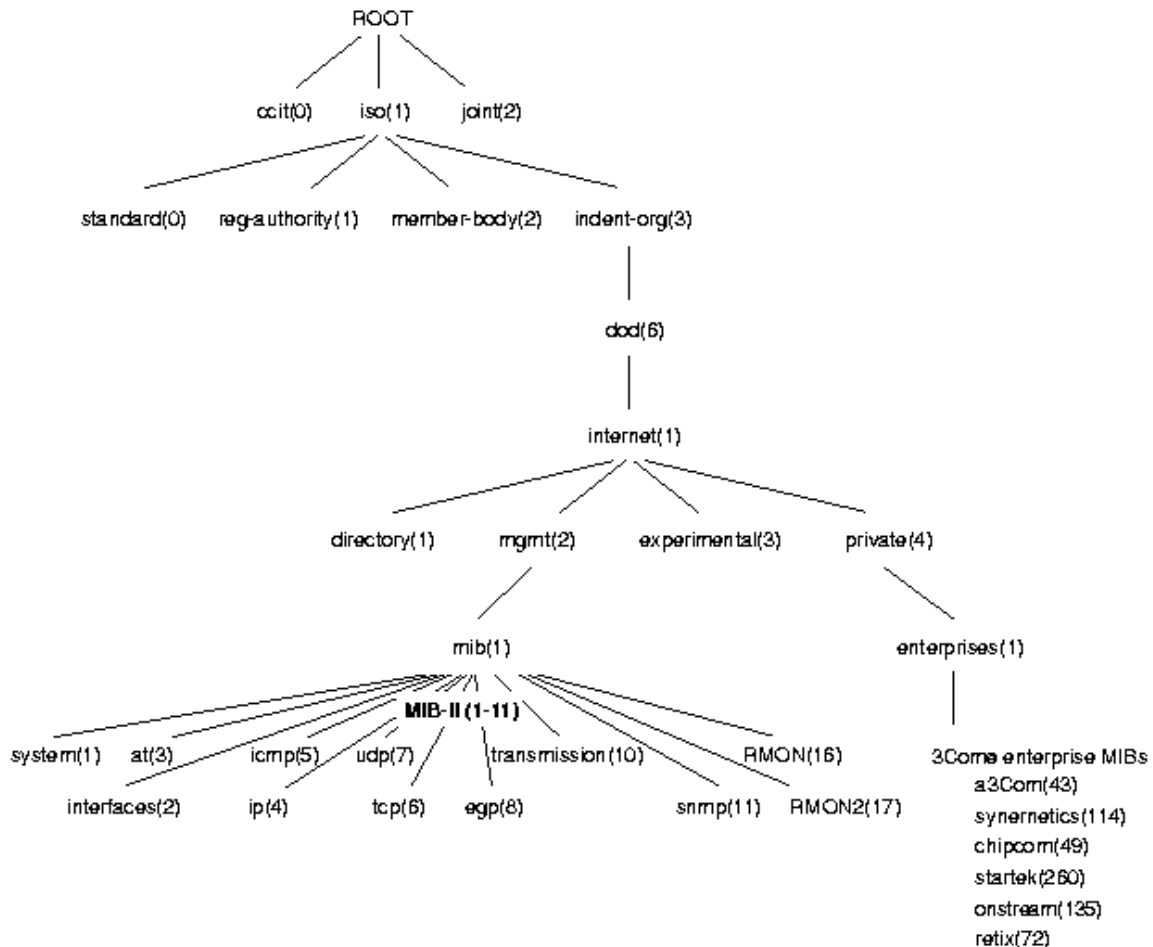 ROOT
ccit(0) iso(1) joint(2)
standard(0) reg-authority(1) member-body(2) indent-org(3)
dod(6)
internet(1)
directory(1) mgmt(2) experimental(3) private(4)
mib(1) enterprises(1)
MIB-II (1-11)
system(1) at(3) icmp(5) udp(7) transmission(10) RMON(16) 3Come enterprise MIBs
interfaces(2) ip(4) tcp(6) egp(8) snmp(11) RMON2(17) a3Com(43)
synernetics(114)
chipcom(49)
startek(260)
onstream(135)
retix(72)